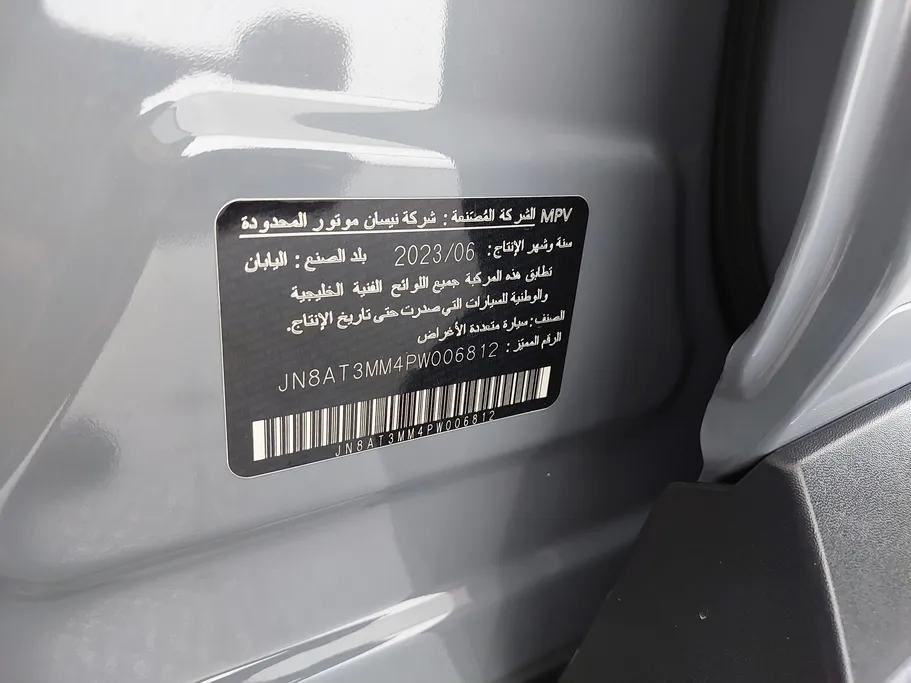 MPV الشركة المصنعة : شركة نيسان موتور المحدودة
سنة وشهر الإنتاج: 2023/06 بلد الصنع : اليابان
تطابق هذه المركبة جميع اللوائح الفنية الخليجية
والوطنية للسيارات التي صدرت حتى تاريخ الإنتاج.
الصنف : سيارة متعددة الأغراض
الرقم المميز : JN8AT3MM4PW006812
JN8AT3MM4PW006812